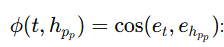 ϕ(t, h_{p_p}) = cos(e_t, e_{h_{p_p}});